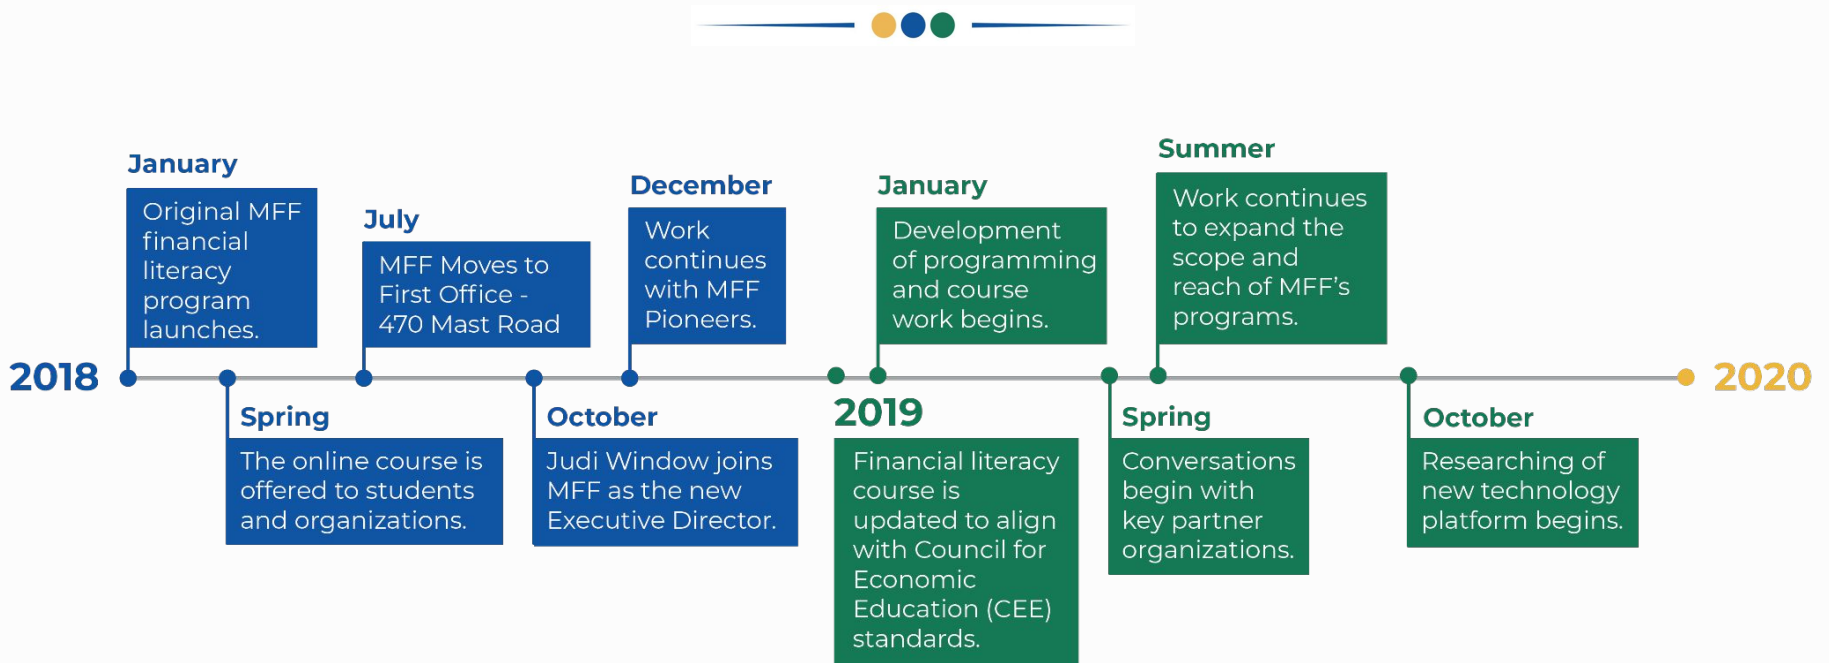 2018
January
Original MFF
financial
literacy
program
launches.
Spring
The online course is
offered to students
and organizations.
July
MFF Moves to
First Office -
470 Mast Road
October
Judi Window joins
MFF as the new
Executive Director.
December
Work
continues
with MFF
Pioneers.
2019
Financial literacy
course is
updated to align
with Council for
Economic
Education (CEE)
standards.
January
Development
of programming
and course
work begins.
Spring
Conversations
begin with
key partner
organizations.
Summer
Work continues
to expand the
scope and
reach of MFF’s
programs.
October
Researching of
new technology
platform begins.
2020